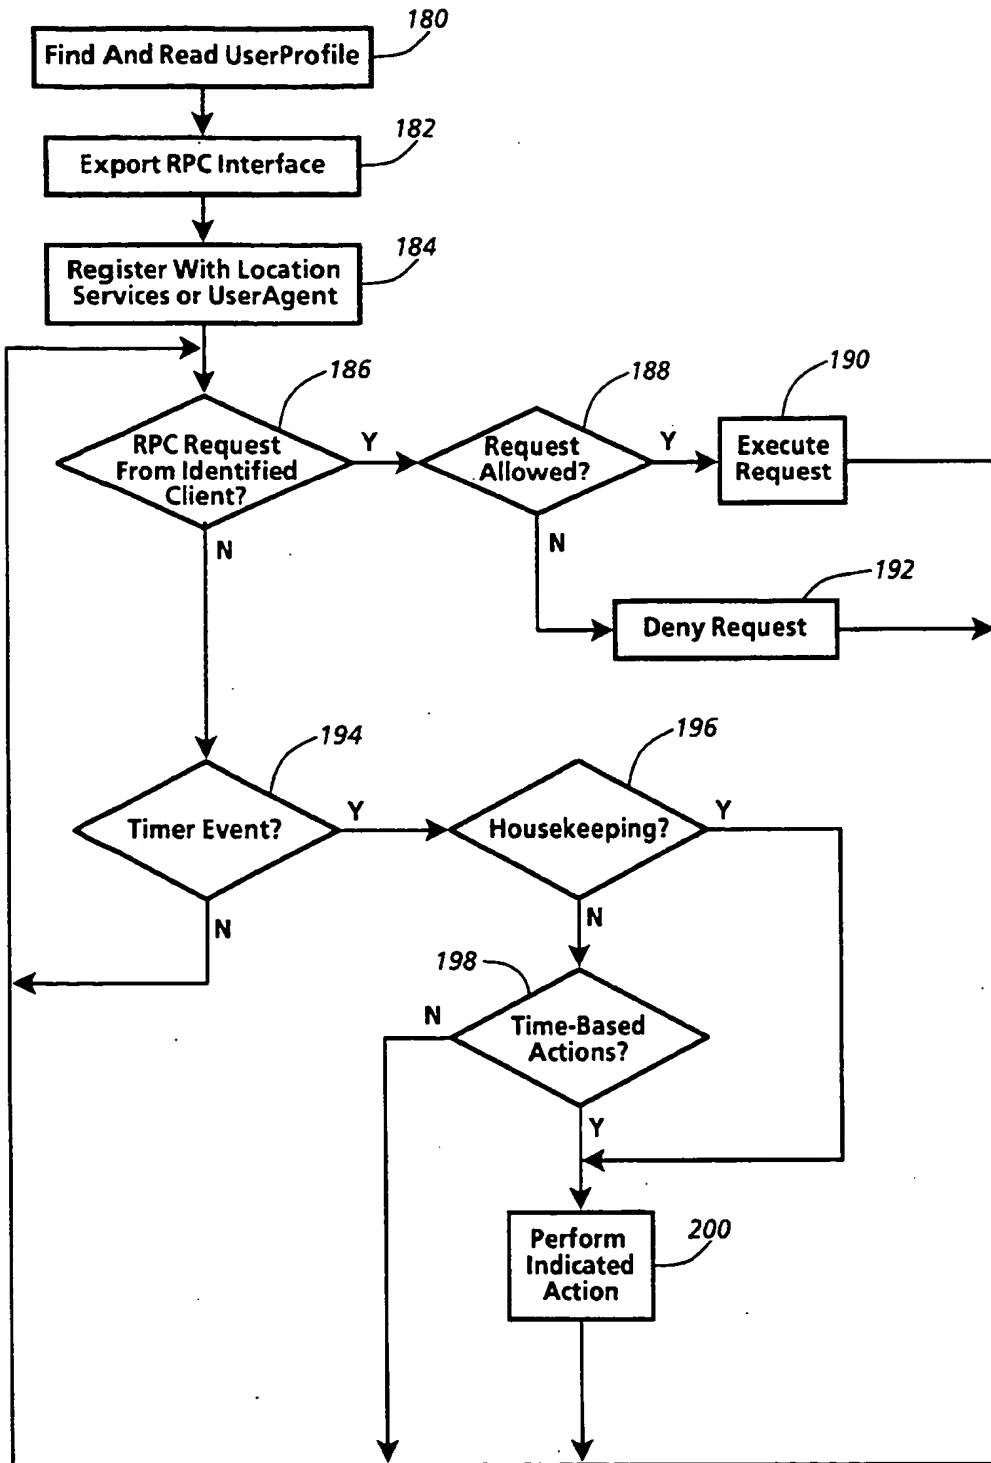 180
Find And Read UserProfile
182
Export RPC Interface
184
Register With Location
Services or UserAgent
186
RPC Request
From Identified
Client?
Y
N
188
Request
Allowed?
Y
N
190
Execute
Request
192
Deny Request
194
Timer Event?
Y
N
196
Housekeeping?
Y
N
198
Time-Based
Actions?
N
Y
200
Perform
Indicated
Action